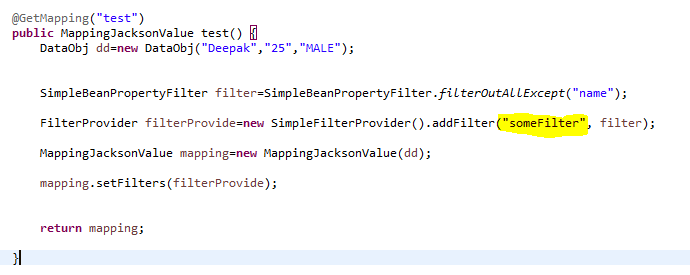 @GetMapping("test")
public MappingJacksonValue test() {
DataObj dd=new DataObj("Deepak","25","MALE");
SimpleBeanPropertyFilter filter=SimpleBeanPropertyFilter.filterOutAllExcept("name");
FilterProvider filterProvide=new SimpleFilterProvider().addFilter("someFilter", filter);
MappingJacksonValue mapping=new MappingJacksonValue(dd);
mapping.setFilters(filterProvide);
return mapping;
}